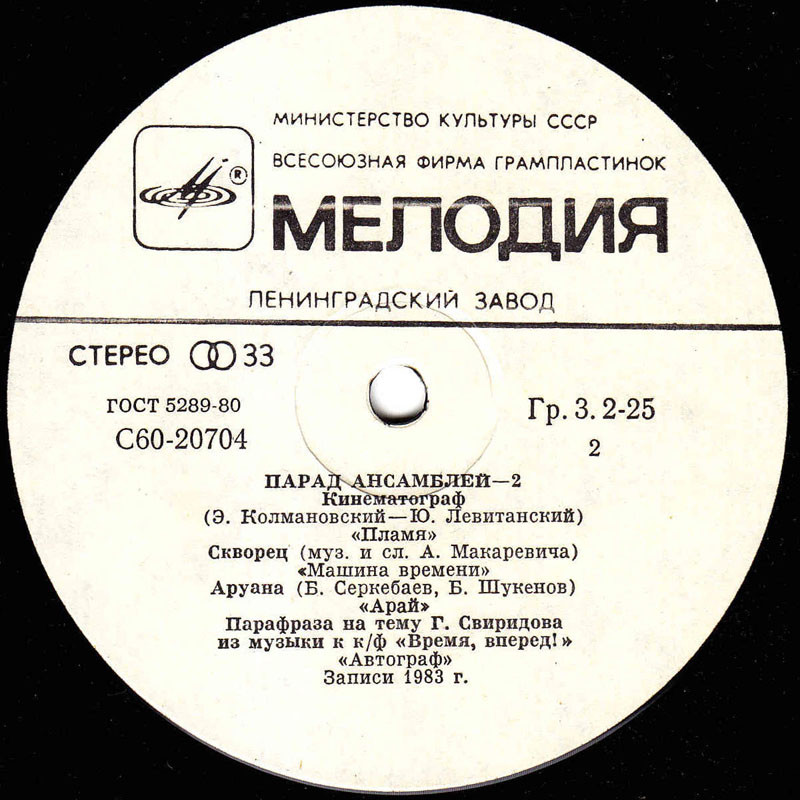 МИНИСТЕРСТВО КУЛЬТУРЫ СССР
ВСЕСОЮЗНАЯ ФИРМА ГРАМПЛАСТИНОК
®
МЕЛОДИЯ
ЛЕНИНГРАДСКИЙ ЗАВОД
СТЕРЕО 33
ГОСТ 5289-80
С60-20704
Гр. 3. 2-25
2
ПАРАД АНСАМБЛЕЙ—2
Кинематограф
(Э. Колмановский—Ю. Левитанский)
«Пламя»
Скворец (муз. и сл. А. Макаревича)
«Машина времени»
Аруана (Б. Серкебаев, Б. Шукенов)
«Арай»
Парафраза на тему Г. Свиридова
из музыки к к/ф «Время, вперед!»
«Автограф»
Записи 1983 г.